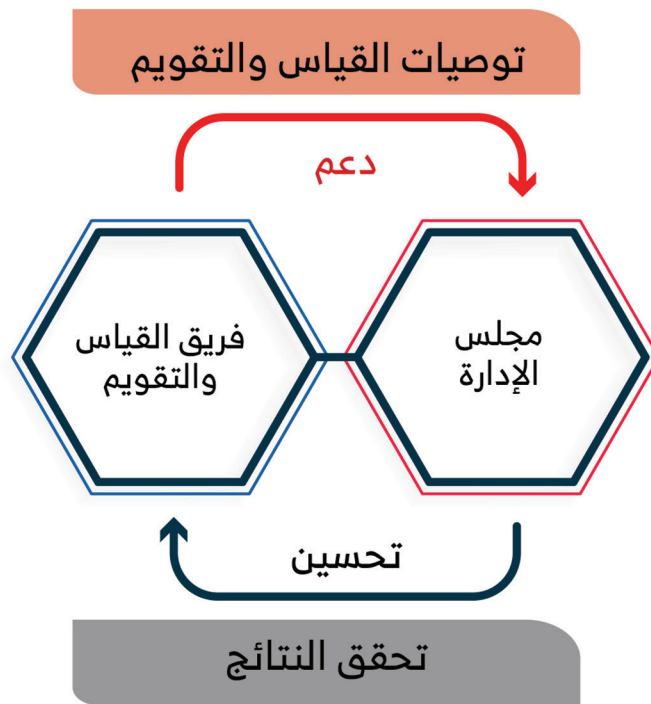 توصيات القياس والتقويم
دعم
مجلس
الإدارة
فريق القياس
والتقويم
تحسين
تحقق النتائج